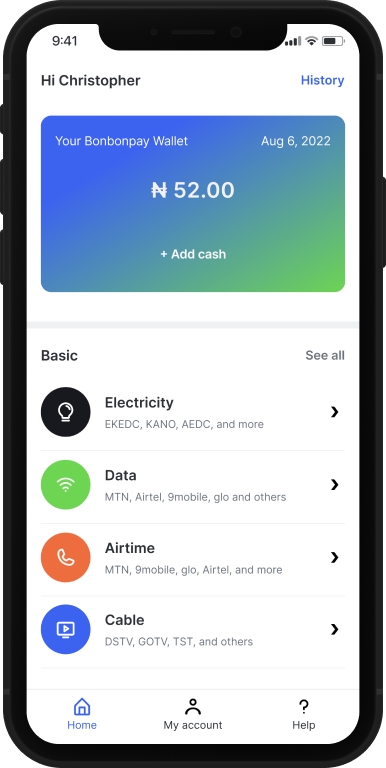 9:41
Hi Christopher
History
Your Bonbonpay Wallet
Aug 6, 2022
₦ 52.00
+ Add cash
Basic
See all
Electricity
EKEDC, KANO, AEDC, and more
Data
MTN, Airtel, 9mobile, glo and others
Airtime
MTN, 9mobile, glo, Airtel, and more
Cable
DSTV, GOTV, TST, and others
Home
My account
Help